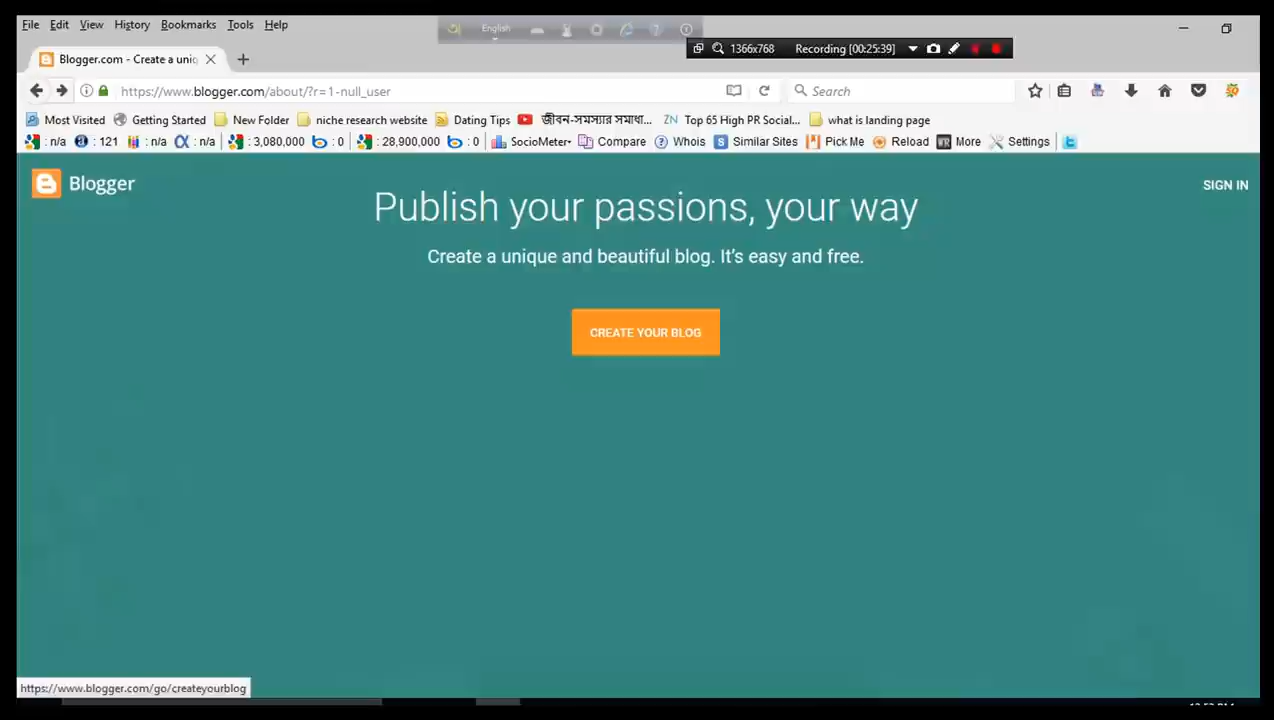 File Edit View History Bookmarks Tools Help
English
1366x768 Recording [00:25:39]
Blogger.com - Create a uniq
https://www.blogger.com/about/?r=1-null_user
Search
Most Visited Getting Started New Folder niche research website Dating Tips জীবন-সমস্যার সমাধা... ZN Top 65 High PR Social... what is landing page
: n/a : 121 : n/a : n/a : 3,080,000 : 0 : 28,900,000 : 0 SocioMeter Compare Whois Similar Sites Pick Me Reload More Settings
Blogger
SIGN IN
Publish your passions, your way
Create a unique and beautiful blog. It's easy and free.
CREATE YOUR BLOG
https://www.blogger.com/go/createyourblog